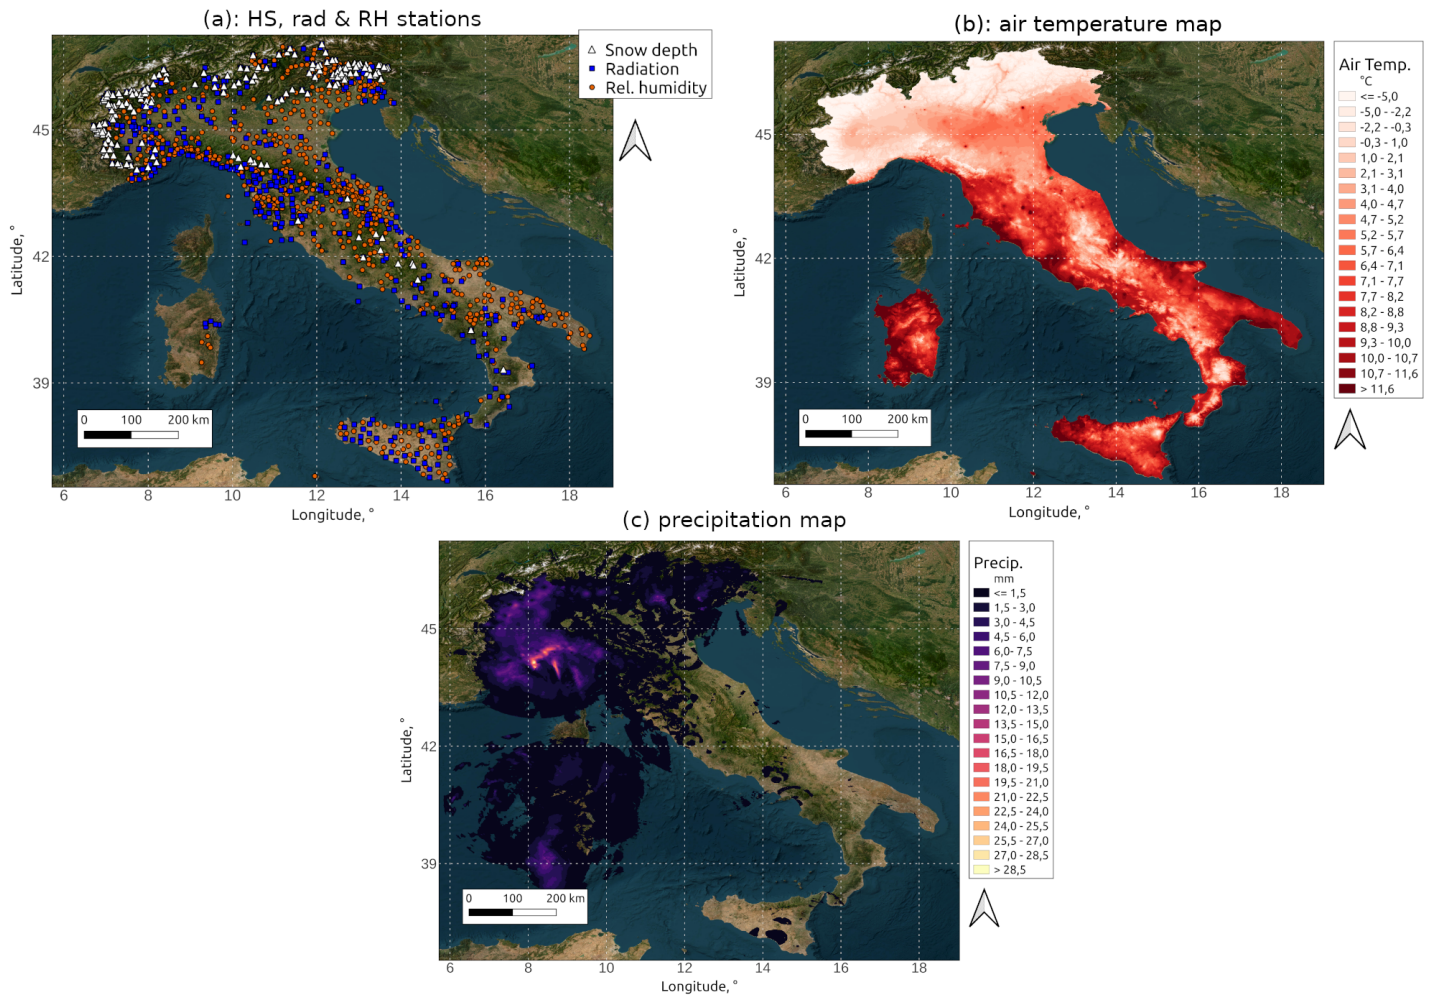 (a): HS, rad & RH stations
Snow depth
Radiation
Rel. humidity
45
42
39
Latitude, °
0 100 200 km
6 8 10 12 14 16 18
Longitude, °
(b): air temperature map
Air Temp.
°C
<= -5,0
-5,0 - -2,2
-2,2 - -0,3
-0,3 - 1,0
1,0 - 2,1
2,1 - 3,1
3,1 - 4,0
4,0 - 4,7
4,7 - 5,2
5,2 - 5,7
5,7 - 6,4
6,4 - 7,1
7,1 - 7,7
7,7 - 8,2
8,2 - 8,8
8,8 - 9,3
9,3 - 10,0
10,0 - 10,7
10,7 - 11,6
> 11,6
45
42
39
Latitude, °
0 100 200 km
6 8 10 12 14 16 18
Longitude, °
(c) precipitation map
Precip.
mm
<= 1,5
1,5 - 3,0
3,0 - 4,5
4,5 - 6,0
6,0- 7,5
7,5 - 9,0
9,0 - 10,5
10,5 - 12,0
12,0 - 13,5
13,5 - 15,0
15,0 - 16,5
16,5 - 18,0
18,0 - 19,5
19,5 - 21,0
21,0 - 22,5
22,5 - 24,0
24,0 - 25,5
25,5 - 27,0
27,0 - 28,5
> 28,5
45
42
39
Latitude, °
0 100 200 km
6 8 10 12 14 16 18
Longitude, °